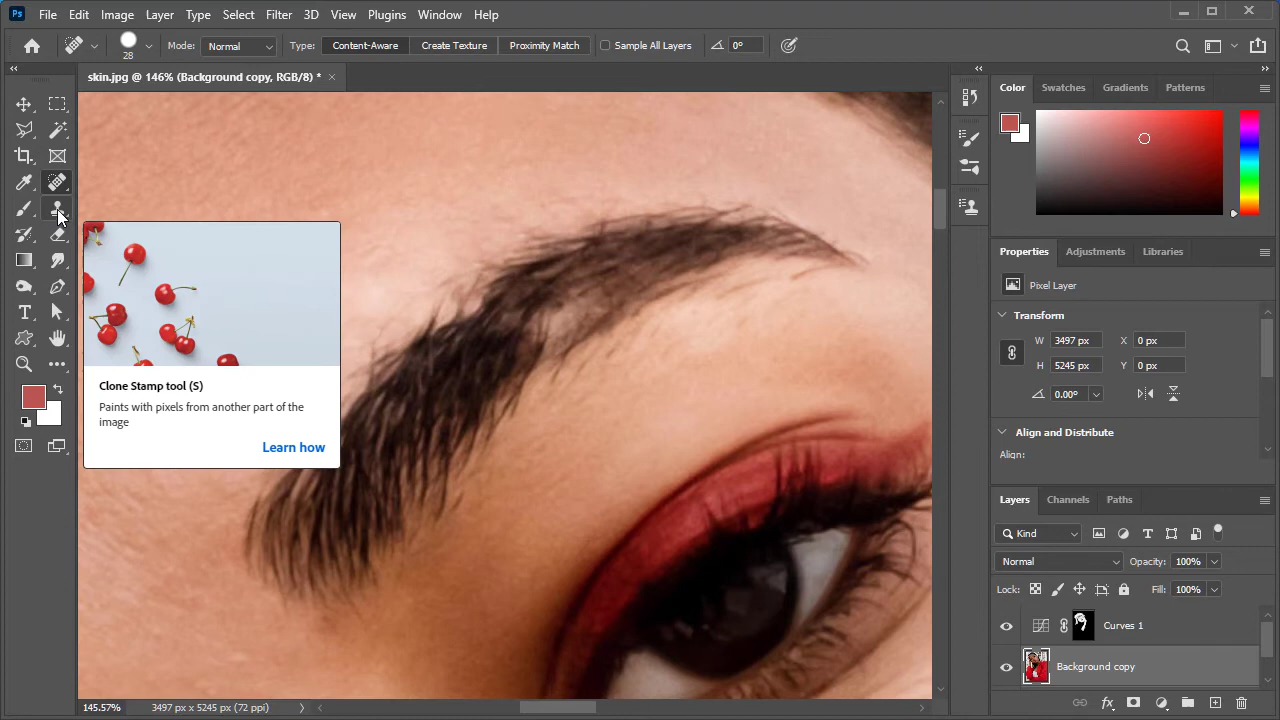 Ps File Edit Image Layer Type Select Filter 3D View Plugins Window Help
28 Mode: Normal Type: Content-Aware Create Texture Proximity Match Sample All Layers 0°
skin.jpg @ 146% (Background copy, RGB/8) *
Color Swatches Gradients Patterns
Properties Adjustments Libraries
Pixel Layer
Transform
W 3497 px X 0 px
H 5245 px Y 0 px
0.00°
Align and Distribute
Align:
Clone Stamp tool (S)
Paints with pixels from another part of the
image
Learn how
Layers Channels Paths
Kind
Normal Opacity: 100%
Lock: Fill: 100%
Curves 1
Background copy
145.57% 3497 px x 5245 px (72 ppi)